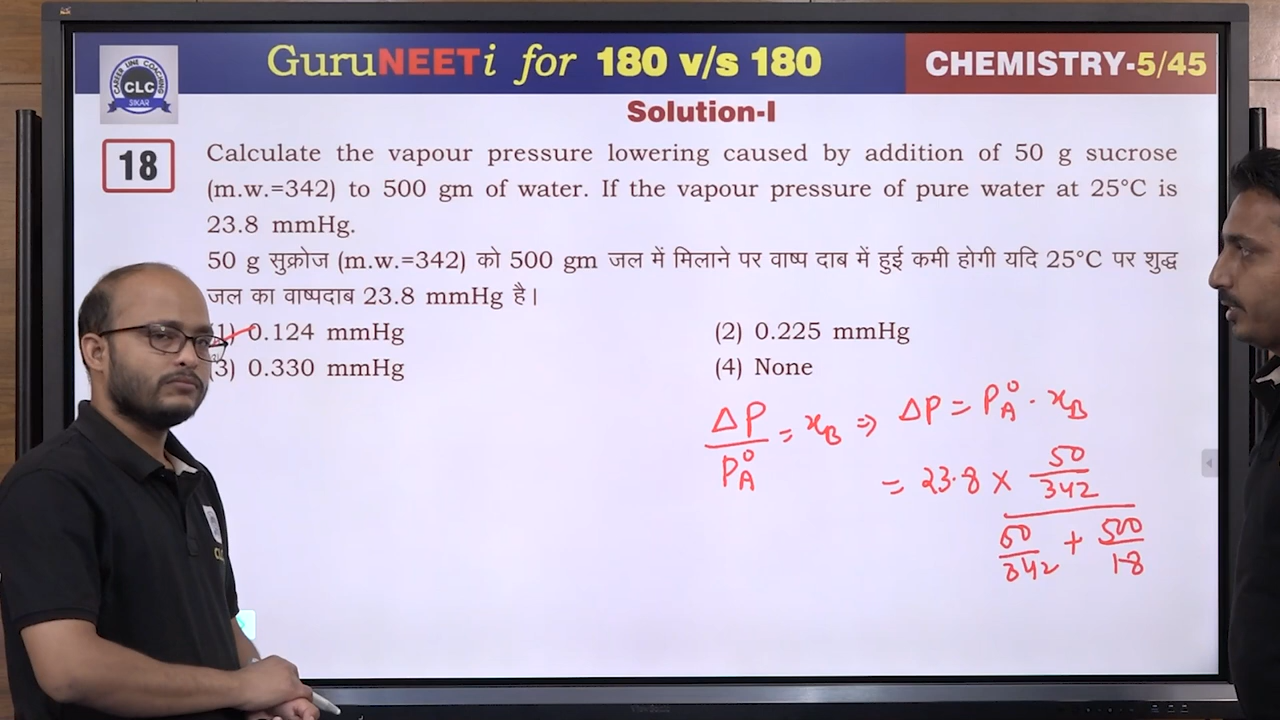 GuruNEETi for 180 v/s 180
CHEMISTRY-5/45
CAREER LINE COACHING
CLC
SIKAR
Solution-I
18
Calculate the vapour pressure lowering caused by addition of 50 g sucrose
(m.w.=342) to 500 gm of water. If the vapour pressure of pure water at 25°C is
23.8 mmHg.
50 g सुक्रोज (m.w.=342) को 500 gm जल में मिलाने पर वाष्प दाब में हुई कमी होगी यदि 25°C पर शुद्ध
जल का वाष्पदाब 23.8 mmHg है।
(1) 0.124 mmHg
(2) 0.225 mmHg
(3) 0.330 mmHg
(4) None
ΔP/P°A = xB ⇒ ΔP = P°A · xB
= 23.8 × 50/342
50/342 + 500/18
CLC